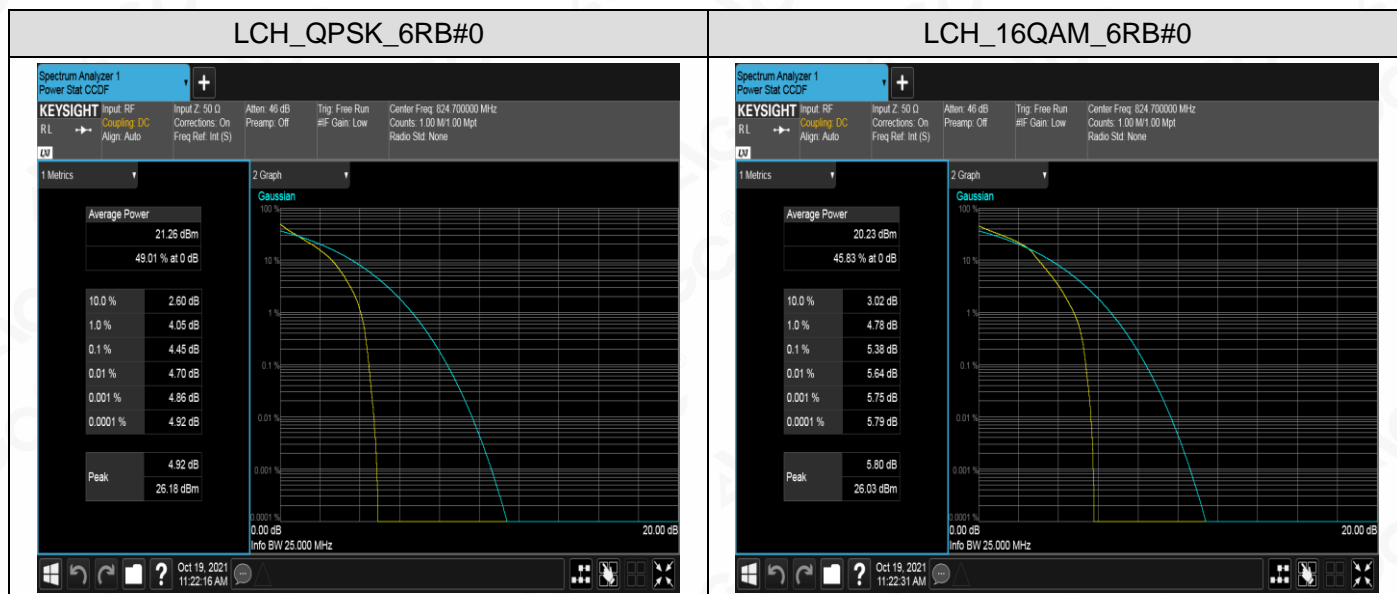 LCH_QPSK_6RB#0
Spectrum Analyzer 1
Power Stat CCDF
+
KEYSIGHT
RL
LXI
Input: RF
Coupling: DC
Align: Auto
Input Z: 50 Ω
Corrections: On
Freq Ref: Int (S)
Atten: 46 dB
Preamp: Off
Trig: Free Run
#IF Gain: Low
Center Freq: 824.700000 MHz
Counts: 1.00 M/1.00 Mpt
Radio Std: None
1 Metrics
Average Power
21.26 dBm
49.01 % at 0 dB
10.0 % 2.60 dB
1.0 % 4.05 dB
0.1 % 4.45 dB
0.01 % 4.70 dB
0.001 % 4.86 dB
0.0001 % 4.92 dB
Peak
4.92 dB
26.18 dBm
2 Graph
Gaussian
100 %
10 %
1 %
0.1 %
0.01 %
0.001 %
0.0001 %
0.00 dB 20.00 dB
Info BW 25.000 MHz
?
Oct 19, 2021
11:22:16 AM
LCH_16QAM_6RB#0
Spectrum Analyzer 1
Power Stat CCDF
+
KEYSIGHT
RL
LXI
Input: RF
Coupling: DC
Align: Auto
Input Z: 50 Ω
Corrections: On
Freq Ref: Int (S)
Atten: 46 dB
Preamp: Off
Trig: Free Run
#IF Gain: Low
Center Freq: 824.700000 MHz
Counts: 1.00 M/1.00 Mpt
Radio Std: None
1 Metrics
Average Power
20.23 dBm
45.83 % at 0 dB
10.0 % 3.02 dB
1.0 % 4.78 dB
0.1 % 5.38 dB
0.01 % 5.64 dB
0.001 % 5.75 dB
0.0001 % 5.79 dB
Peak
5.80 dB
26.03 dBm
2 Graph
Gaussian
100 %
10 %
1 %
0.1 %
0.01 %
0.001 %
0.0001 %
0.00 dB 20.00 dB
Info BW 25.000 MHz
?
Oct 19, 2021
11:22:31 AM